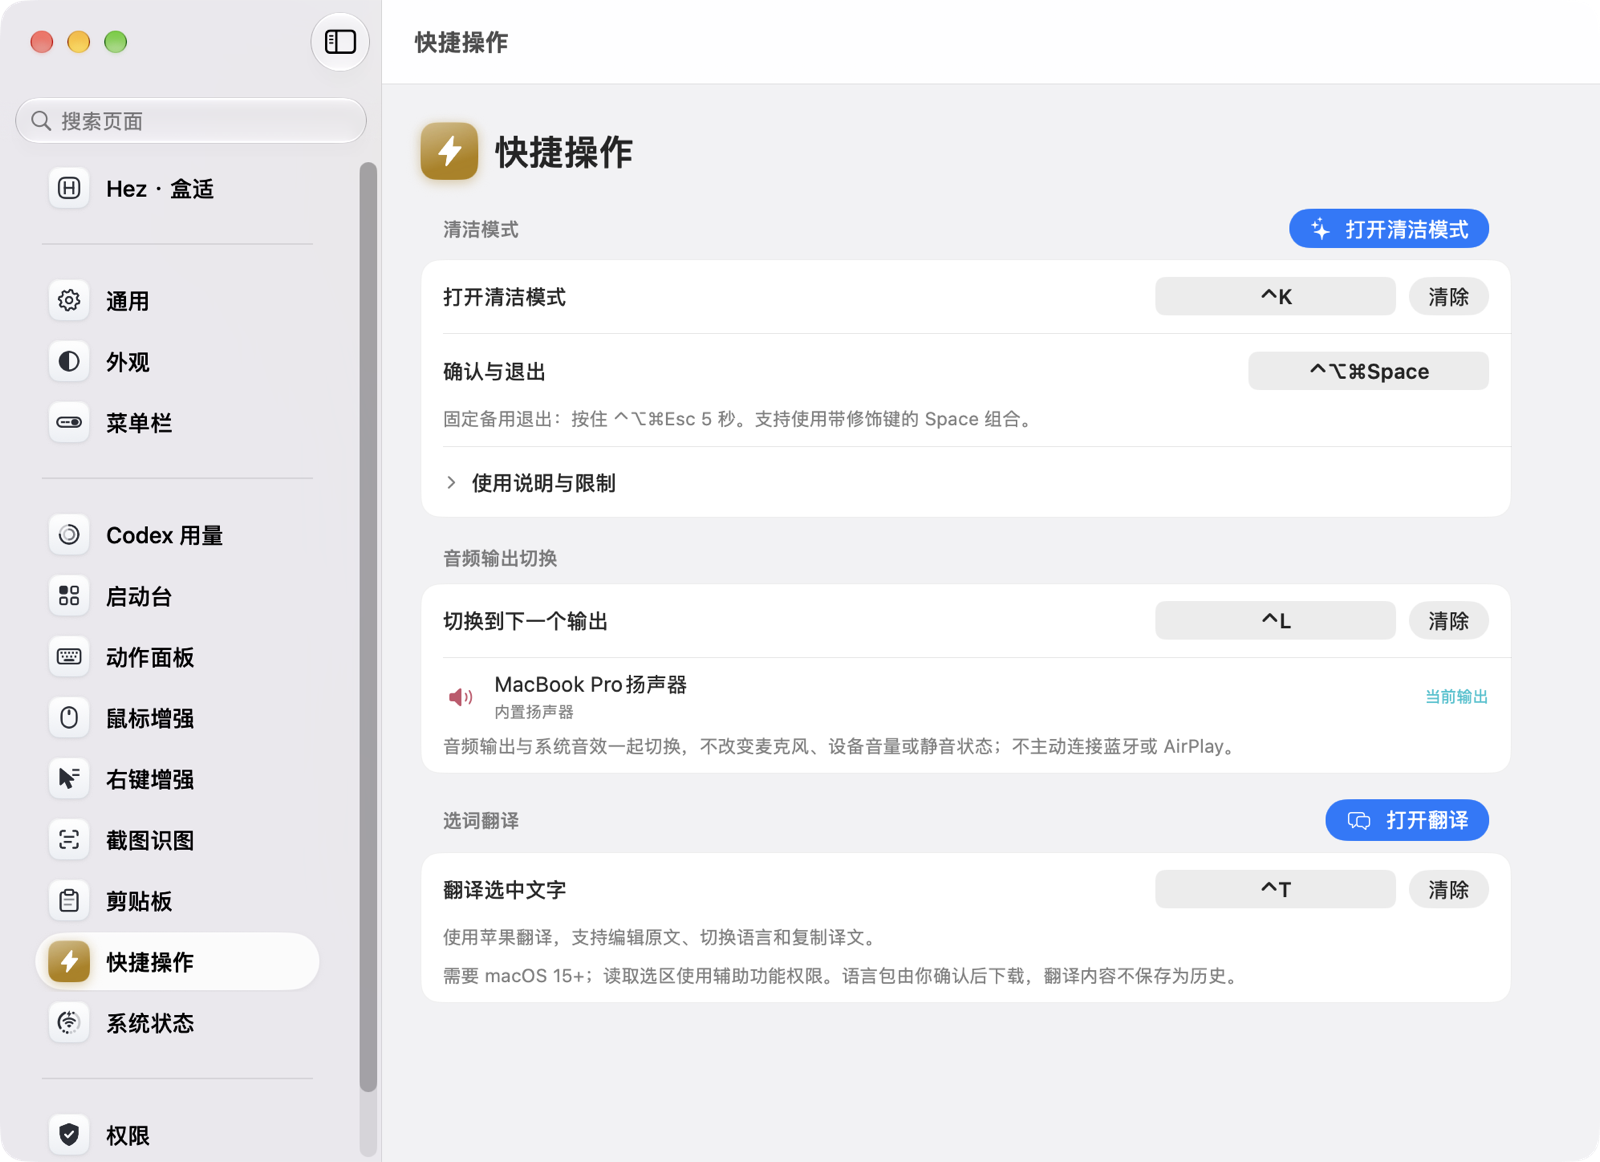 快捷操作
搜索页面
Hez · 盒适
通用
外观
菜单栏
Codex 用量
启动台
动作面板
鼠标增强
右键增强
截图识图
剪贴板
快捷操作
系统状态
权限
快捷操作
清洁模式
打开清洁模式
打开清洁模式
^K
清除
确认与退出
^⌥⌘Space
固定备用退出：按住 ^⌥⌘Esc 5 秒。支持使用带修饰键的 Space 组合。
使用说明与限制
音频输出切换
切换到下一个输出
^L
清除
MacBook Pro扬声器
内置扬声器
当前输出
音频输出与系统音效一起切换，不改变麦克风、设备音量或静音状态；不主动连接蓝牙或 AirPlay。
选词翻译
打开翻译
翻译选中文字
^T
清除
使用苹果翻译，支持编辑原文、切换语言和复制译文。
需要 macOS 15+；读取选区使用辅助功能权限。语言包由你确认后下载，翻译内容不保存为历史。